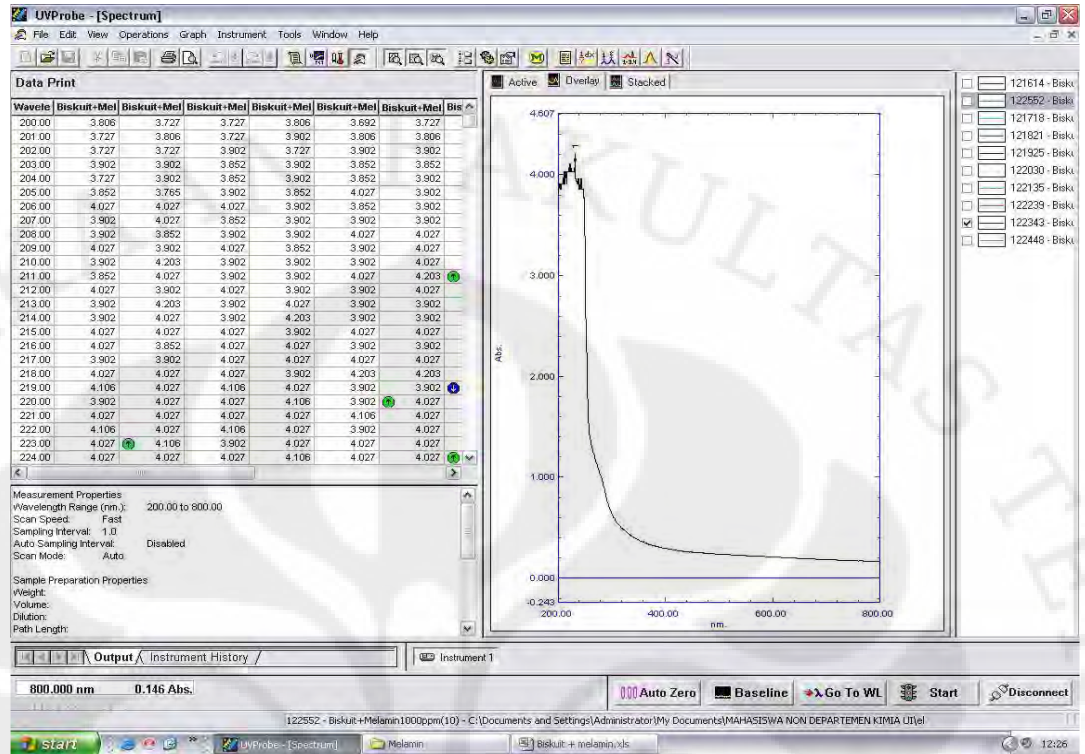 UVProbe - [Spectrum]
File Edit View Operations Graph Instrument Tools Window Help
Data Print
Wavele Biskuit+Mel Biskuit+Mel Biskuit+Mel Biskuit+Mel Biskuit+Mel Biskuit+Mel Bis
200.00 3.806 3.727 3.727 3.806 3.692 3.727
201.00 3.727 3.806 3.727 3.902 3.806 3.806
202.00 3.727 3.727 3.902 3.727 3.902 3.902
203.00 3.902 3.902 3.852 3.902 3.852 3.852
204.00 3.727 3.902 3.852 3.902 3.852 3.902
205.00 3.852 3.765 3.902 3.852 4.027 3.902
206.00 4.027 4.027 4.027 3.902 3.852 3.902
207.00 3.902 4.027 3.852 3.902 3.902 3.902
208.00 3.902 3.852 3.902 3.902 4.027 3.902
209.00 4.027 3.902 4.027 3.852 3.902 4.027
210.00 3.902 4.203 3.902 3.902 3.902 4.027
211.00 3.852 4.027 3.902 3.902 4.027 4.203
212.00 4.027 3.902 4.027 3.902 4.027 3.902
213.00 3.902 4.203 3.902 4.027 3.902 3.902
214.00 3.902 4.027 3.902 4.203 3.902 3.902
215.00 4.027 4.027 4.027 3.902 4.027 4.027
216.00 4.027 3.852 4.027 4.027 3.902 3.902
217.00 3.902 3.902 4.027 4.027 4.027 4.027
218.00 4.027 4.027 4.027 3.902 4.203 4.203
219.00 4.106 4.027 4.106 4.027 3.902 3.902
220.00 3.902 4.027 4.027 4.106 3.902 4.027
221.00 4.027 4.027 4.027 4.027 4.106 4.027
222.00 4.106 4.027 4.106 4.027 3.902 4.027
223.00 4.027 4.106 3.902 4.027 4.027 4.027
224.00 4.027 4.027 4.027 4.106 4.027 4.027
Measurement Properties
Wavelength Range (nm.): 200.00 to 800.00
Scan Speed: Fast
Sampling Interval: 1.0
Auto Sampling Interval: Disabled
Scan Mode: Auto
Sample Preparation Properties
Weight:
Volume:
Dilution:
Path Length:
Output Instrument History
Active Overlay Stacked
4.607
4.000
3.000
Abs.
2.000
1.000
0.000
-0.243
200.00 400.00 600.00 800.00
nm.
121614 - Bisku
122552 - Bisku
121718 - Bisku
121821 - Bisku
121925 - Bisku
122030 - Bisku
122135 - Bisku
122239 - Bisku
122343 - Bisku
122448 - Bisku
Instrument 1
800.000 nm 0.146 Abs.
Auto Zero Baseline Go To WL Start Disconnect
122552 - Biskuit+Melamin1000ppm(10) - C:\Documents and Settings\Administrator\My Documents\MAHASISWA NON DEPARTEMEN KIMIA UI\el
start UVProbe - [Spectrum] Melamin Biskuit + melamin.xls 12:26